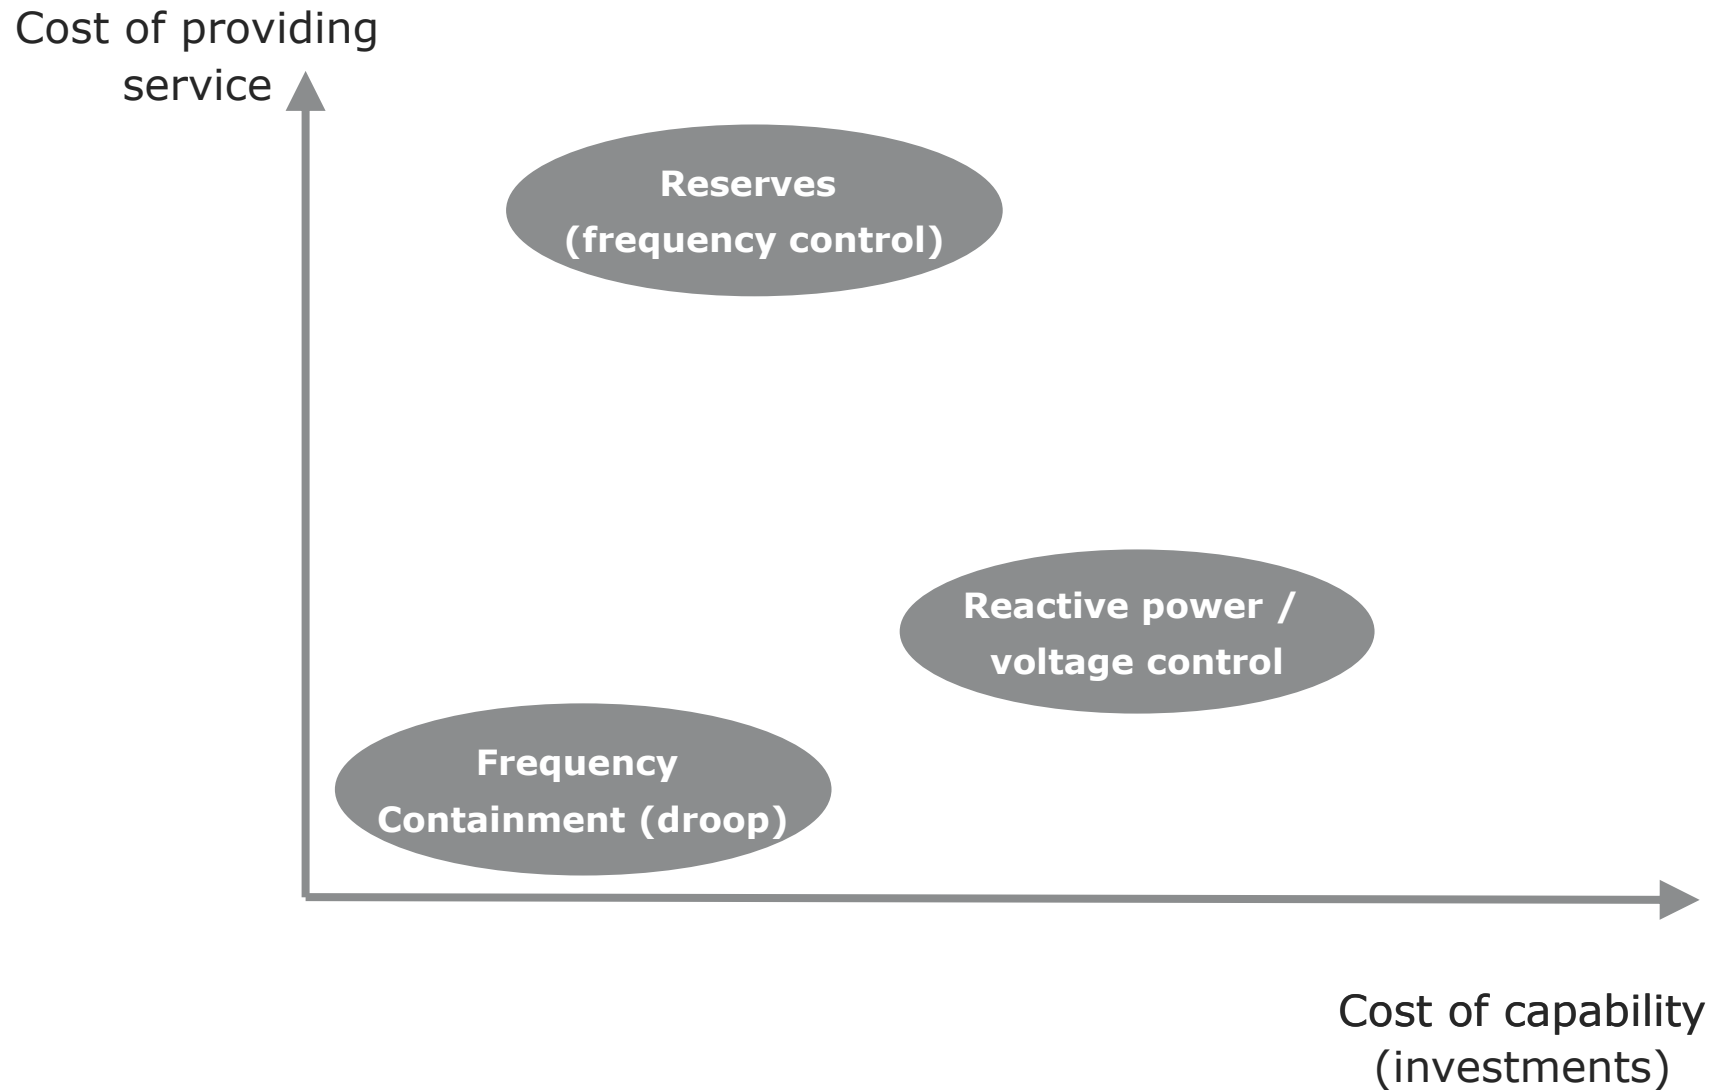 Cost of providing
service
Reserves
(frequency control)
Reactive power /
voltage control
Frequency
Containment (droop)
Cost of capability
(investments)